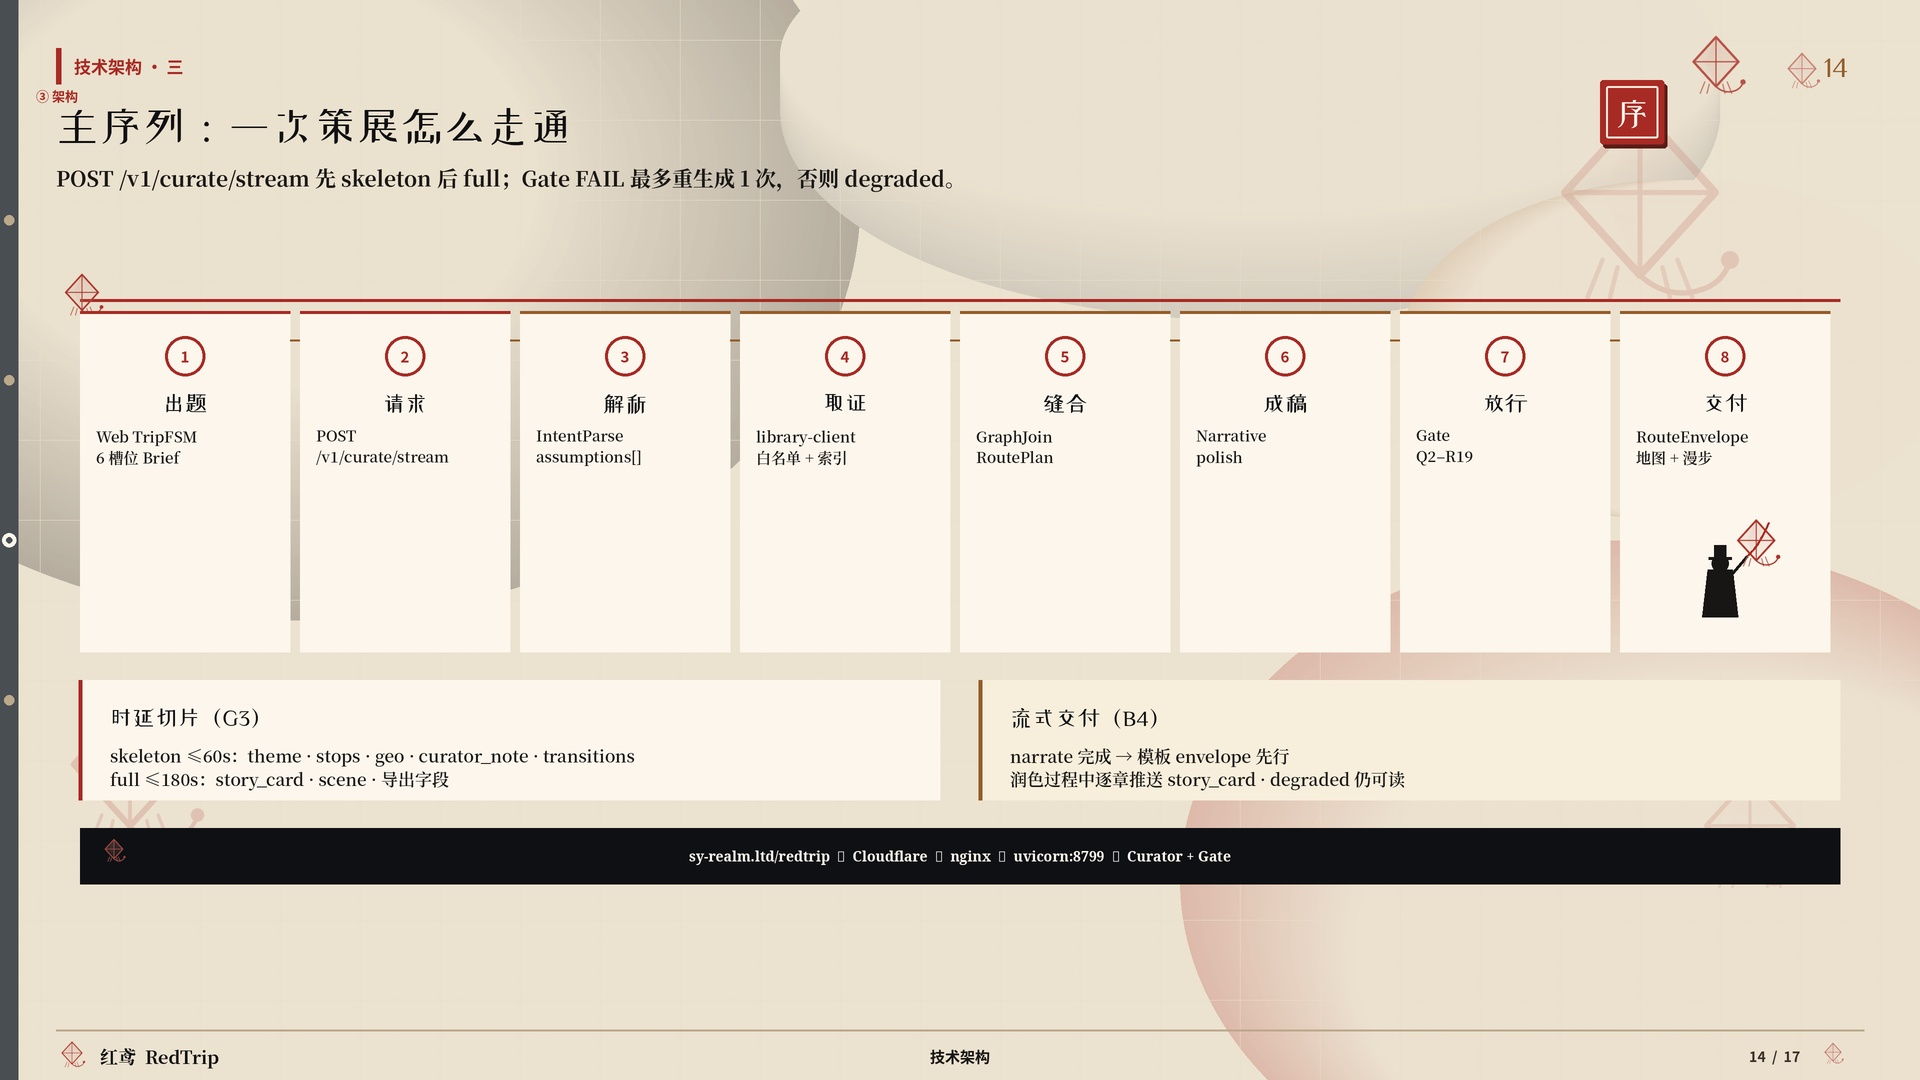 技术架构 · 三
14
③ 架构
序
主序列：一次策展怎么走通
POST /v1/curate/stream 先 skeleton 后 full；Gate FAIL 最多重生成 1 次，否则 degraded。
1
出题
Web TripFSM
6 槽位 Brief
2
请求
POST
/v1/curate/stream
3
解析
IntentParse
assumptions[]
4
取证
library-client
白名单 + 索引
5
缝合
GraphJoin
RoutePlan
6
成稿
Narrative
polish
7
放行
Gate
Q2–R19
8
交付
RouteEnvelope
地图 + 漫步
时延切片（G3）
skeleton ≤60s：theme · stops · geo · curator_note · transitions
full ≤180s：story_card · scene · 导出字段
流式交付（B4）
narrate 完成 → 模板 envelope 先行
润色过程中逐章推送 story_card · degraded 仍可读
sy-realm.ltd/redtrip ▯ Cloudflare ▯ nginx ▯ uvicorn:8799 ▯ Curator + Gate
红鸢 RedTrip
技术架构
14 / 17